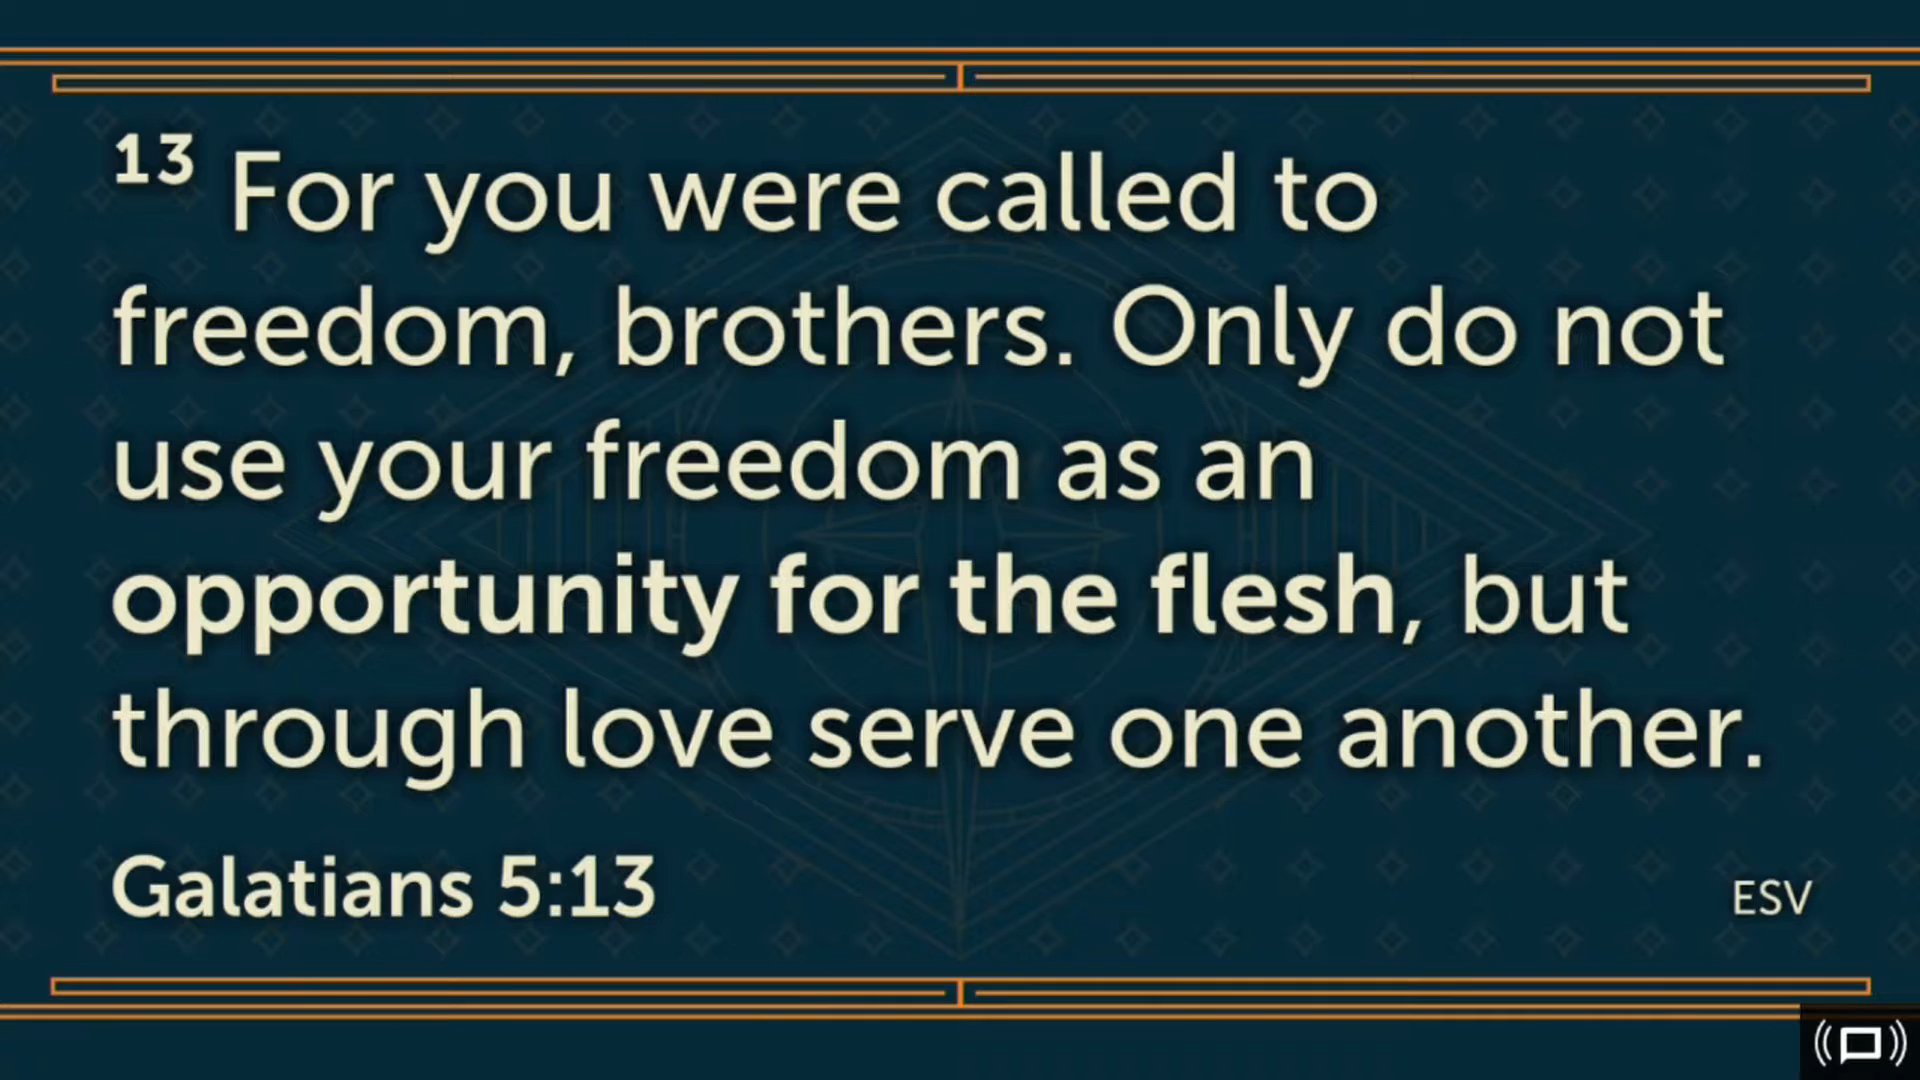 13 For you were called to
freedom, brothers. Only do not
use your freedom as an
opportunity for the flesh, but
through love serve one another.
Galatians 5:13
ESV